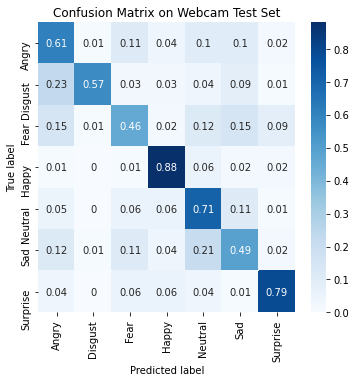 Confusion Matrix on Webcam Test Set
Angry 0.61 0.01 0.11 0.04 0.1 0.1 0.02
Disgust 0.23 0.57 0.03 0.03 0.04 0.09 0.01
Fear 0.15 0.01 0.46 0.02 0.12 0.15 0.09
Happy 0.01 0 0.01 0.88 0.06 0.02 0.02
Neutral 0.05 0 0.06 0.06 0.71 0.11 0.01
Sad 0.12 0.01 0.11 0.04 0.21 0.49 0.02
Surprise 0.04 0 0.06 0.06 0.04 0.01 0.79
Angry Disgust Fear Happy Neutral Sad Surprise
True label
Predicted label
0.8
0.7
0.6
0.5
0.4
0.3
0.2
0.1
0.0